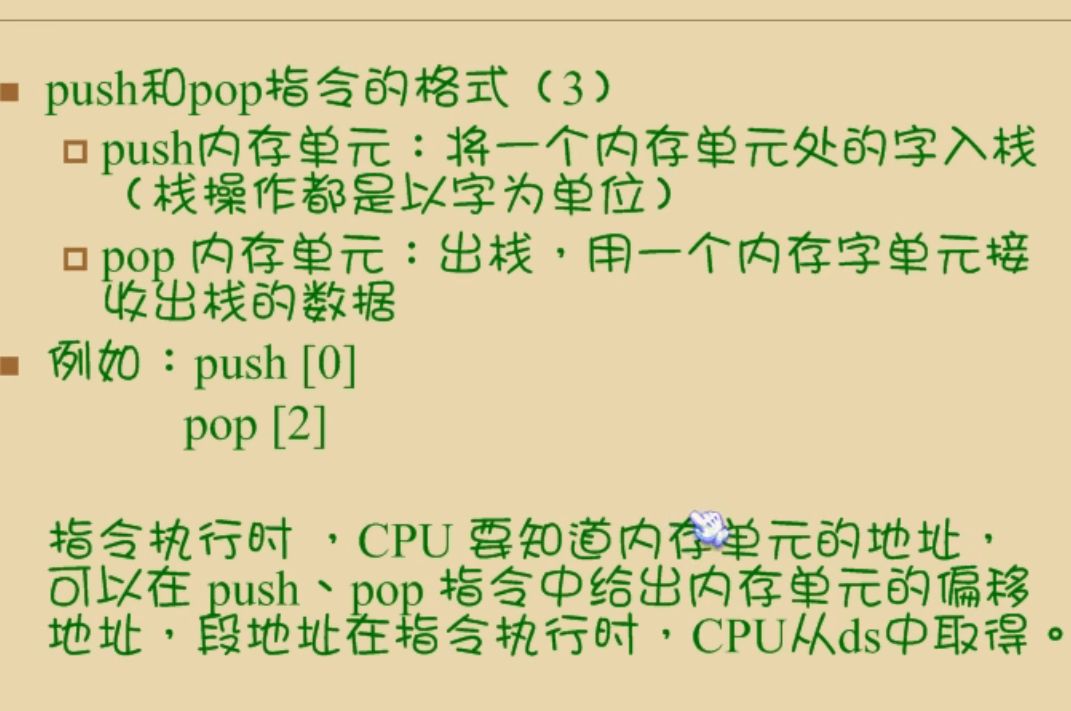 push和pop指令的格式（3）
push内存单元：将一个内存单元处的字入栈
（栈操作都是以字为单位）
pop 内存单元：出栈，用一个内存字单元接
收出栈的数据
例如：push [0]
pop [2]
指令执行时 ，CPU 要知道内存单元的地址，
可以在 push、pop 指令中给出内存单元的偏移
地址，段地址在指令执行时，CPU从ds中取得。